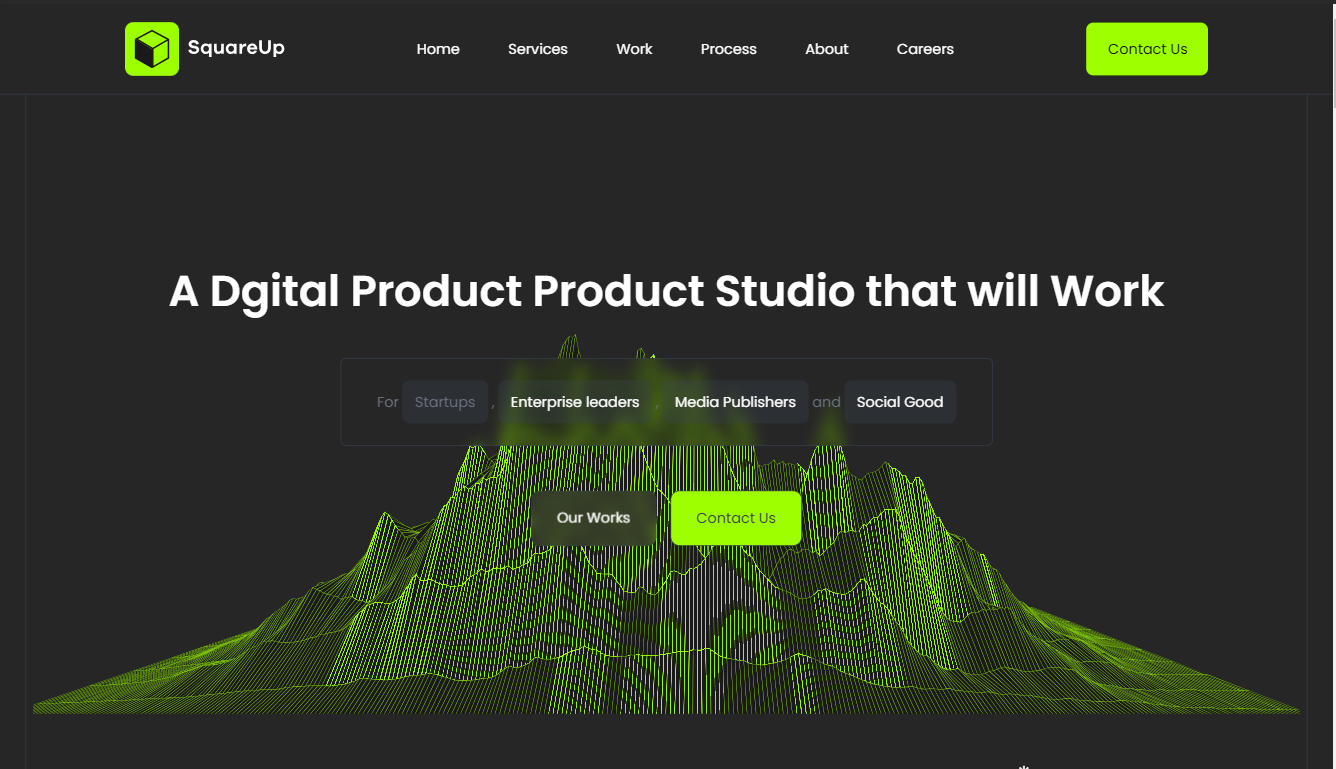 SquareUp Home Services Work Process About Careers Contact Us
A Dgital Product Product Studio that will Work
For Startups , Enterprise leaders , Media Publishers and Social Good
Our Works Contact Us